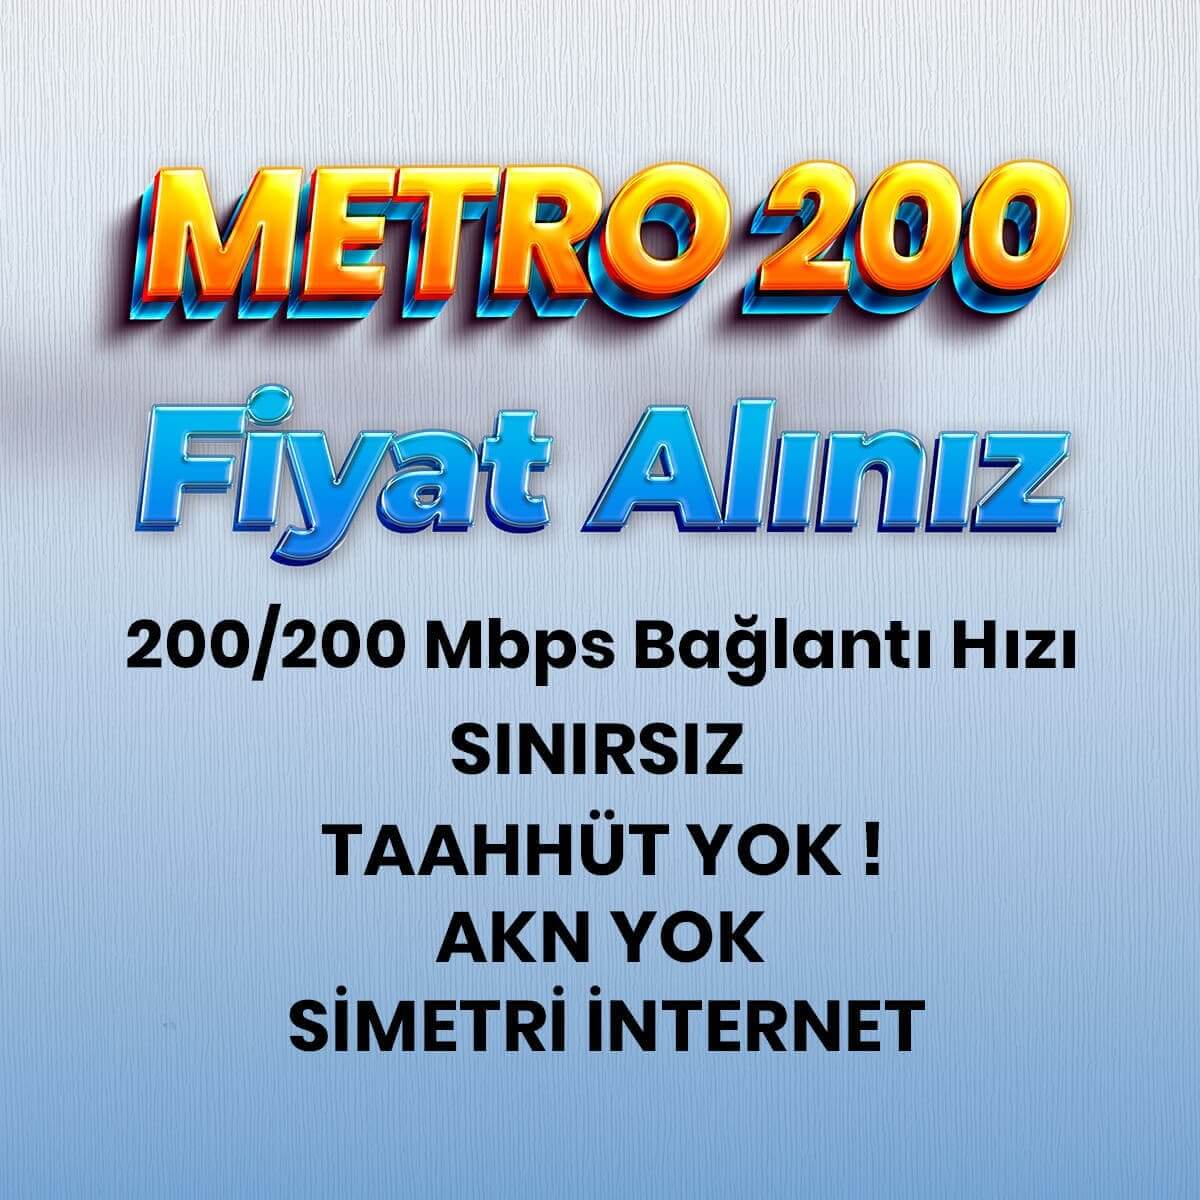 METRO 200
Fiyat Alınız
200/200 Mbps Bağlantı Hızı
SINIRSIZ
TAAHHÜT YOK !
AKN YOK
SİMETRİ İNTERNET